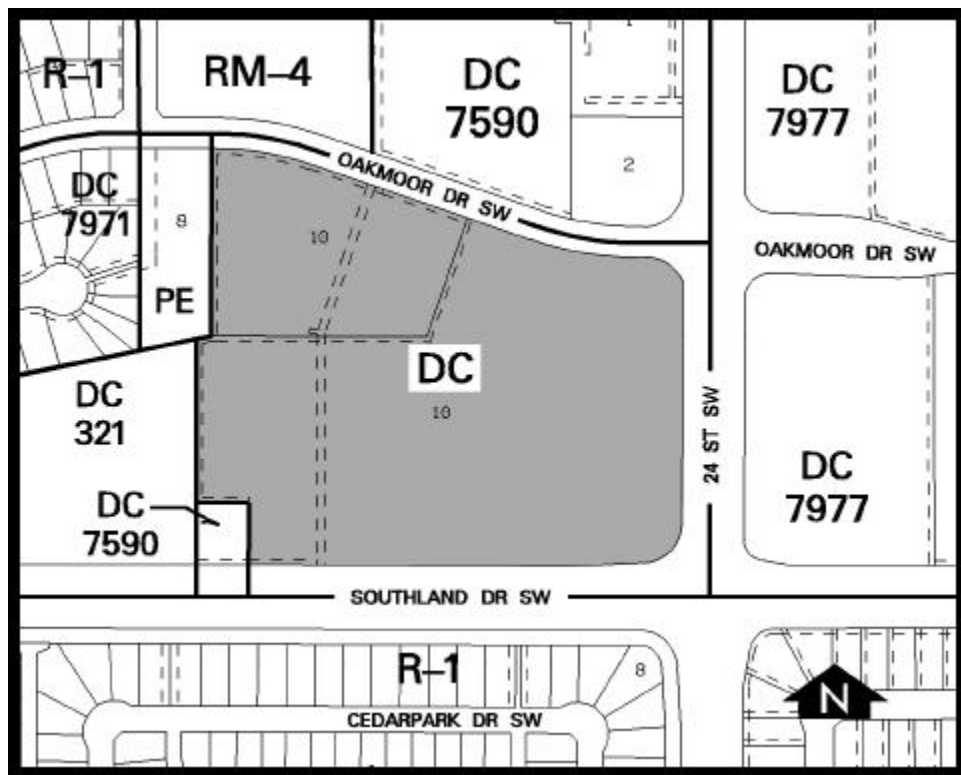 R-1
RM-4
DC
7590
DC
7977
1
2
OAKMOOR DR SW
OAKMOOR DR SW
DC
7971
8
PE
10
DC
10
DC
321
24 ST SW
DC
7977
DC
7590
SOUTHLAND DR SW
R-1
8
CEDARPARK DR SW
N